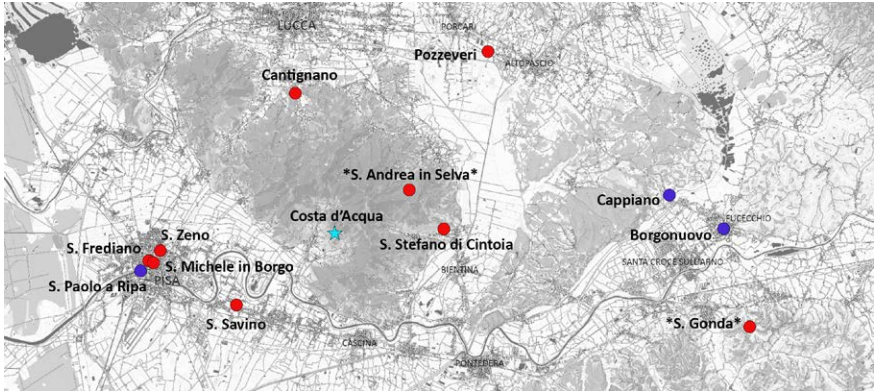 LUCCA
PORCARI
Pozzeveri
ALTOPASCIO
Cantignano
*S. Andrea in Selva*
Cappiano
Costa d'Acqua
FUCECCHIO
Borgonuovo
S. Zeno
S. Frediano
S. Stefano di Cintoia
S. Michele in Borgo
BIENTINA
SANTA CROCE SULL'ARNO
PISA
S. Paolo a Ripa
S. Savino
*S. Gonda*
CASCINA
PONTEDERA